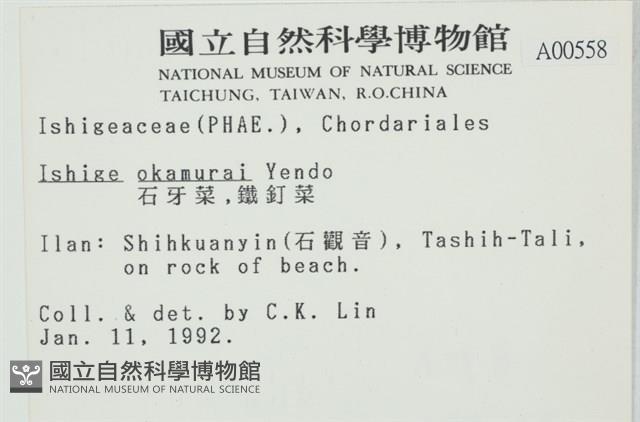 國立自然科學博物館
A00558
NATIONAL MUSEUM OF NATURAL SCIENCE
TAICHUNG, TAIWAN, R.O.CHINA
Ishigeaceae(PHAE.), Chordariales
Ishige okamurai Yendo
石牙菜,鐵釘菜
Ilan: Shihkuanyin(石觀音), Tashih-Tali,
on rock of beach.
Coll. & det. by C.K. Lin
Jan. 11, 1992.
國立自然科學博物館
NATIONAL MUSEUM OF NATURAL SCIENCE